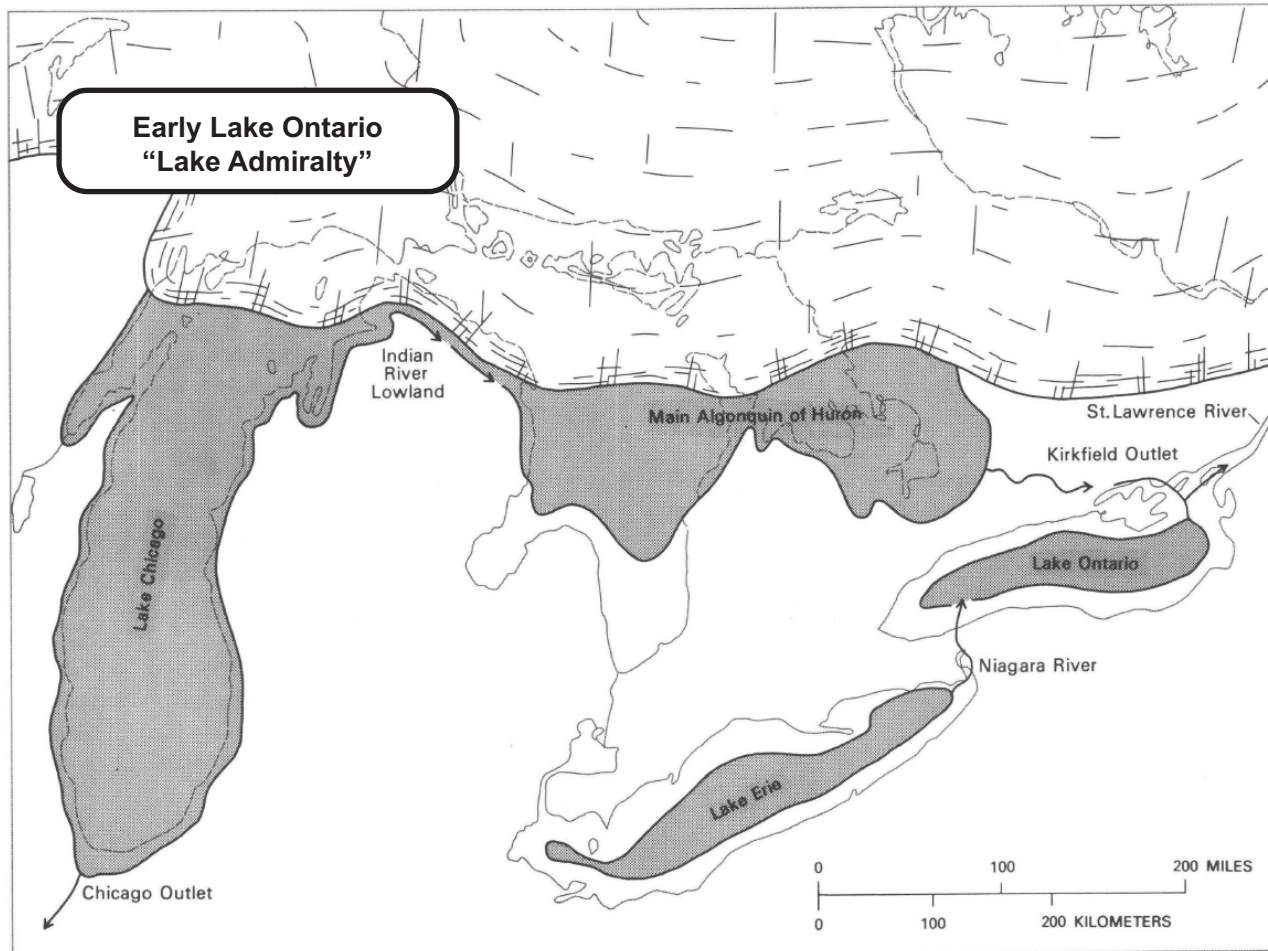 Early Lake Ontario
“Lake Admiralty”
Indian
River
Lowland
Main Algonquin of Huron
St. Lawrence River
Kirkfield Outlet
Lake Chicago
Lake Ontario
Niagara River
Lake Erie
Chicago Outlet
0 100 200 MILES
0 100 200 KILOMETERS